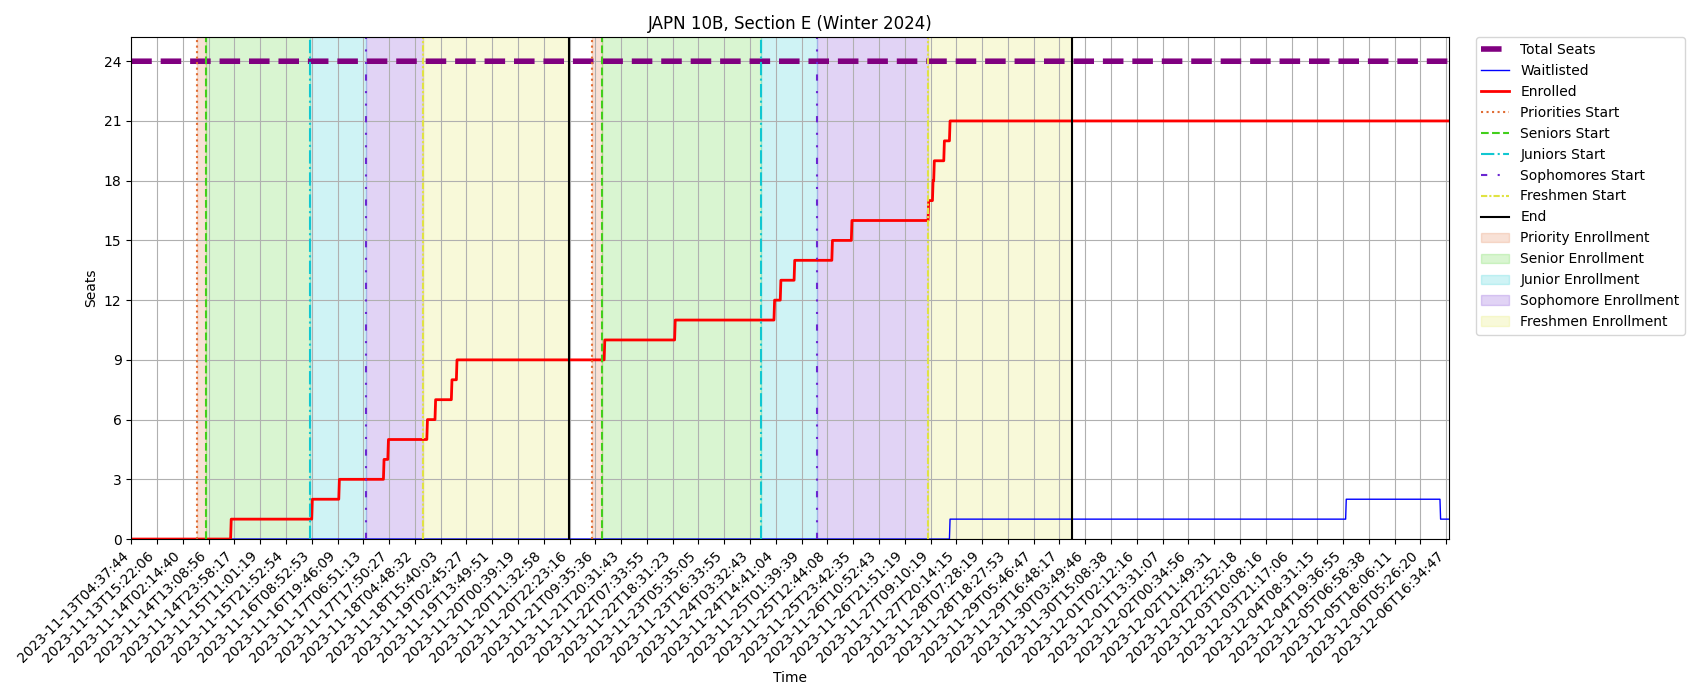 JAPN 10B, Section E (Winter 2024)
Total Seats
Waitlisted
Enrolled
Priorities Start
Seniors Start
Juniors Start
Sophomores Start
Freshmen Start
End
Priority Enrollment
Senior Enrollment
Junior Enrollment
Sophomore Enrollment
Freshmen Enrollment
24
21
18
15
12
9
6
3
0
Seats
2023-11-13T04:37:44
2023-11-13T15:22:06
2023-11-14T02:14:40
2023-11-14T13:08:56
2023-11-14T23:58:17
2023-11-15T11:01:19
2023-11-15T21:52:54
2023-11-16T08:52:53
2023-11-16T19:46:09
2023-11-17T06:51:13
2023-11-17T17:50:27
2023-11-18T04:48:32
2023-11-18T15:40:03
2023-11-19T02:45:27
2023-11-19T13:49:51
2023-11-20T00:39:19
2023-11-20T11:32:58
2023-11-20T22:23:16
2023-11-21T09:35:36
2023-11-21T20:31:43
2023-11-22T07:33:55
2023-11-22T18:31:23
2023-11-23T05:35:05
2023-11-23T16:33:55
2023-11-24T03:32:43
2023-11-24T14:41:04
2023-11-25T01:39:39
2023-11-25T12:44:08
2023-11-25T23:42:35
2023-11-26T10:52:43
2023-11-26T21:51:19
2023-11-27T09:10:19
2023-11-27T20:14:15
2023-11-28T07:28:19
2023-11-28T18:27:53
2023-11-29T05:46:47
2023-11-29T16:48:17
2023-11-30T03:49:46
2023-11-30T15:08:38
2023-12-01T02:12:16
2023-12-01T13:31:07
2023-12-02T00:34:56
2023-12-02T11:49:31
2023-12-02T22:52:18
2023-12-03T10:08:16
2023-12-03T21:17:06
2023-12-04T08:31:15
2023-12-04T19:36:55
2023-12-05T06:58:38
2023-12-05T18:06:11
2023-12-06T05:26:20
2023-12-06T16:34:47
Time